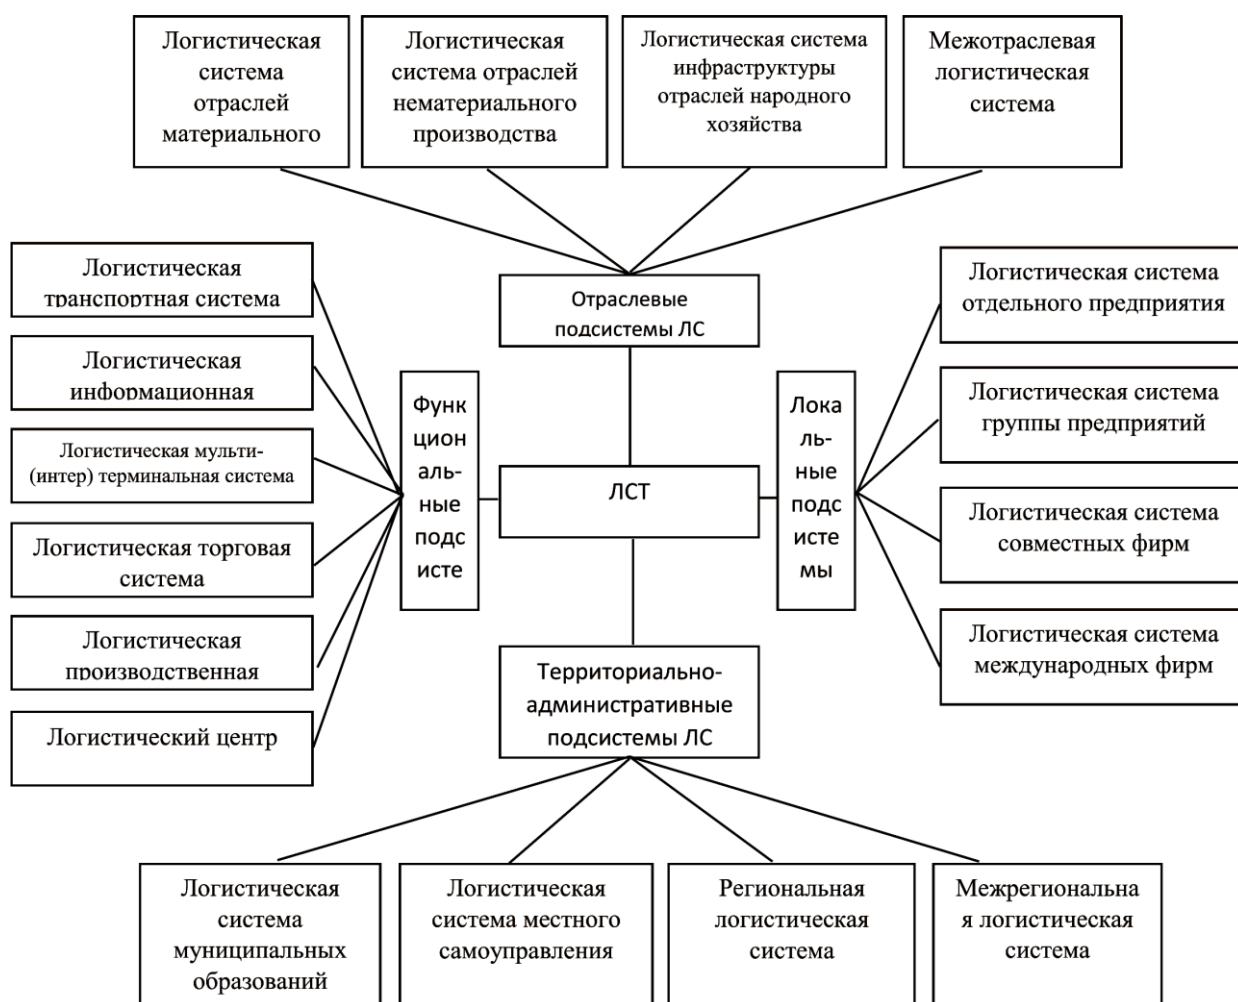 Логистическая
система
отраслей
материального
Логистическая
система отраслей
нематериального
производства
Логистическая система
инфраструктуры
отраслей народного
хозяйства
Межотраслевая
логистическая
система
Логистическая
транспортная система
Логистическая
информационная
Логистическая мульти-
(интер) терминальная система
Логистическая торговая
система
Логистическая
производственная
Логистический центр
Функ
цион
аль-
ные
подс
исте
Отраслевые
подсистемы ЛС
ЛСТ
Территориально-
административные
подсистемы ЛС
Лока
ль-
ные
подс
исте
мы
Логистическая система
отдельного предприятия
Логистическая система
группы предприятий
Логистическая система
совместных фирм
Логистическая система
международных фирм
Логистическая
система
муниципальных
образований
Логистическая
система местного
самоуправления
Региональная
логистическая
система
Межрегиональна
я логистическая
система